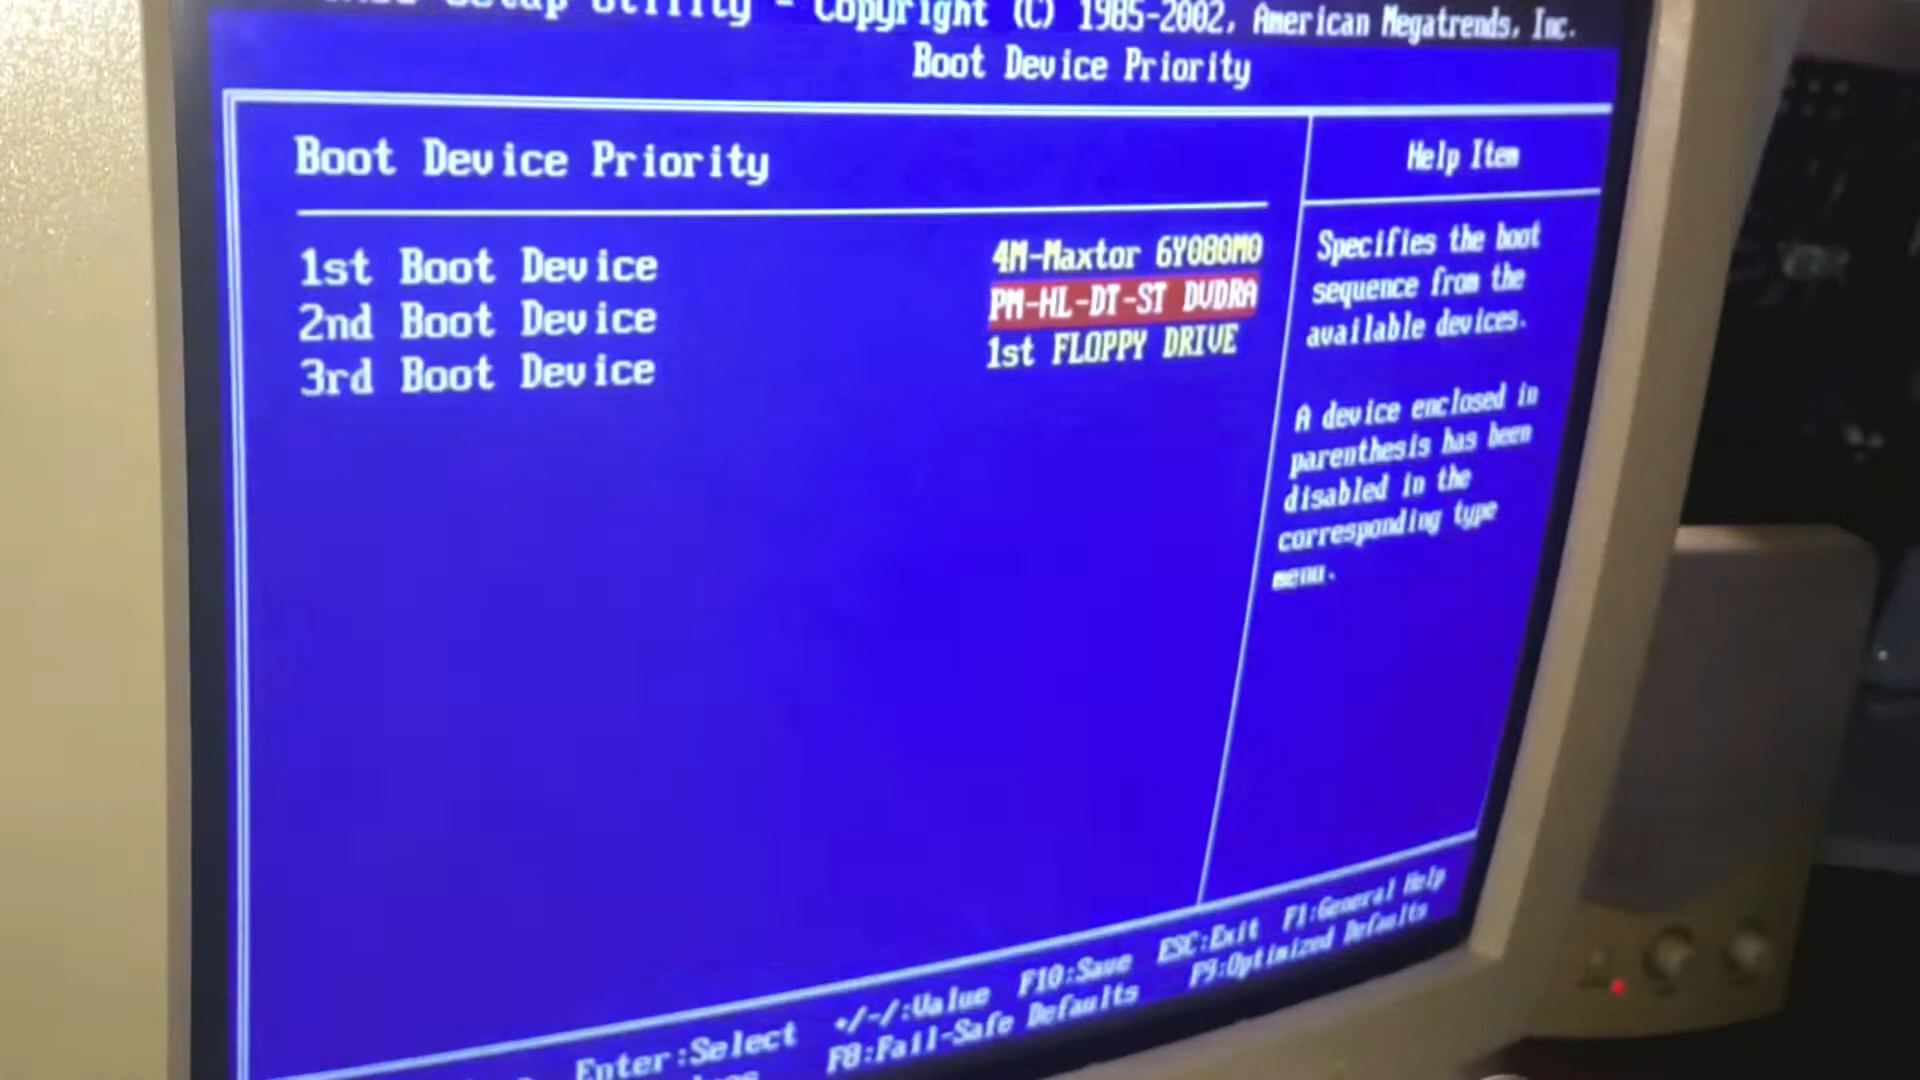 Setup Utility - Copyright (C) 1985-2002, American Megatrends, Inc.
Boot Device Priority
Boot Device Priority
Help Item
1st Boot Device 4M-Maxtor 6Y080M0
2nd Boot Device PM-HL-DT-ST DVDRA
3rd Boot Device 1st FLOPPY DRIVE
Specifies the boot
sequence from the
available devices.
A device enclosed in
parenthesis has been
disabled in the
corresponding type
menu.
Enter:Select +/-/:Value F10:Save ESC:Exit F1:General Help
F8:Fail-Safe Defaults F9:Optimized Defaults